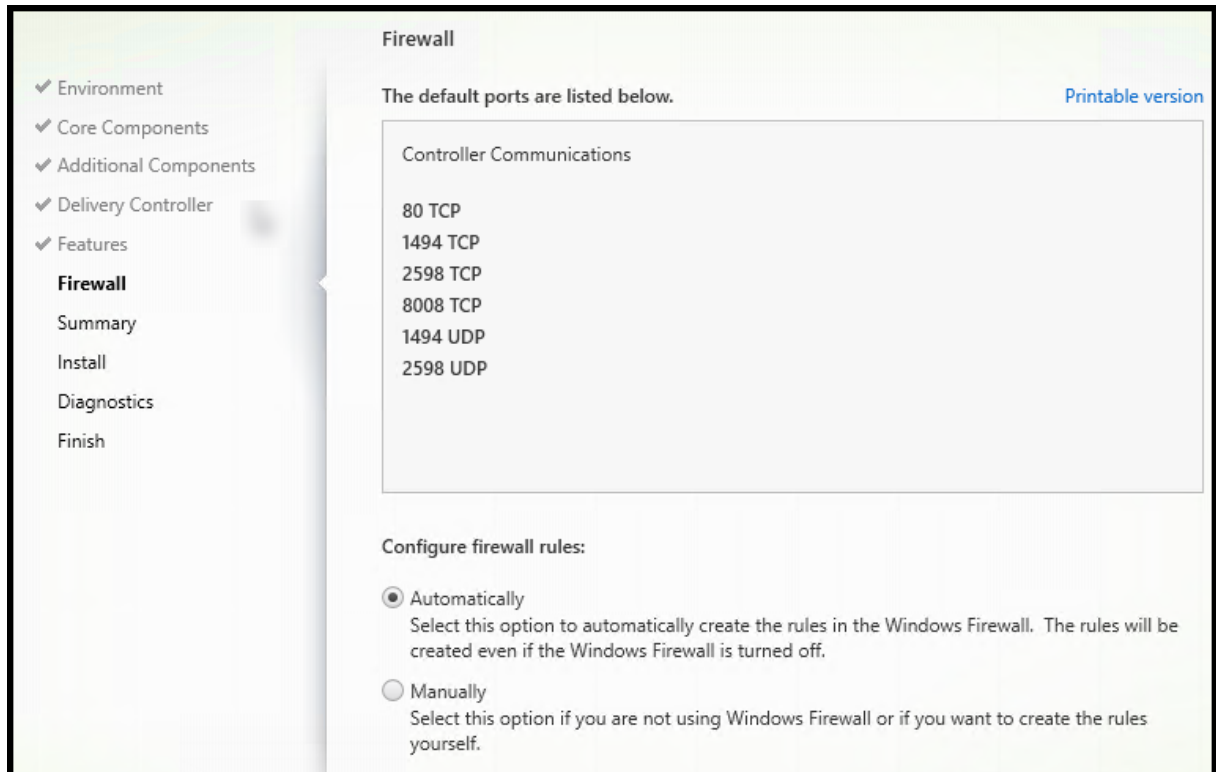 Firewall
Environment
Core Components
Additional Components
Delivery Controller
Features
Firewall
Summary
Install
Diagnostics
Finish
The default ports are listed below.
Printable version
Controller Communications
80 TCP
1494 TCP
2598 TCP
8008 TCP
1494 UDP
2598 UDP
Configure firewall rules:
Automatically
Select this option to automatically create the rules in the Windows Firewall. The rules will be
created even if the Windows Firewall is turned off.
Manually
Select this option if you are not using Windows Firewall or if you want to create the rules
yourself.